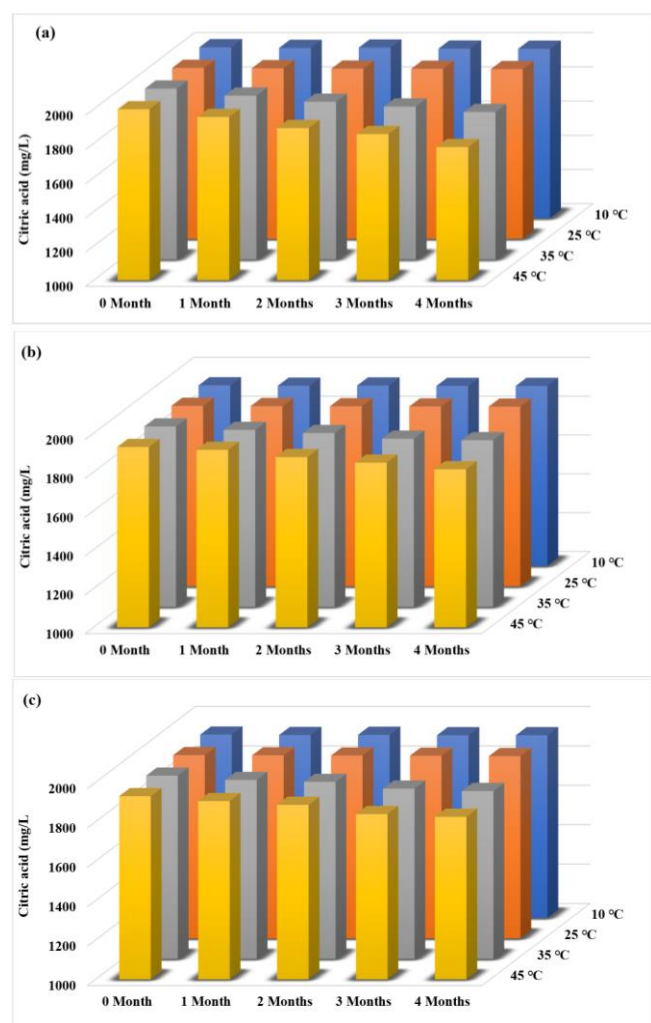 (a)
Citric acid (mg/L)
2000
1800
1600
1400
1200
1000
0 Month
1 Month
2 Months
3 Months
4 Months
10 ℃
25 ℃
35 ℃
45 ℃
(b)
Citric acid (mg/L
2000
1800
1600
1400
1200
1000
0 Month
1 Month
2 Months
3 Months
4 Months
10 ℃
25 ℃
35 ℃
45 ℃
(c)
Citric acid (mg/L
2000
1800
1600
1400
1200
1000
0 Month
1 Month
2 Months
3 Months
4 Months
10 ℃
25 ℃
35 ℃
45 ℃